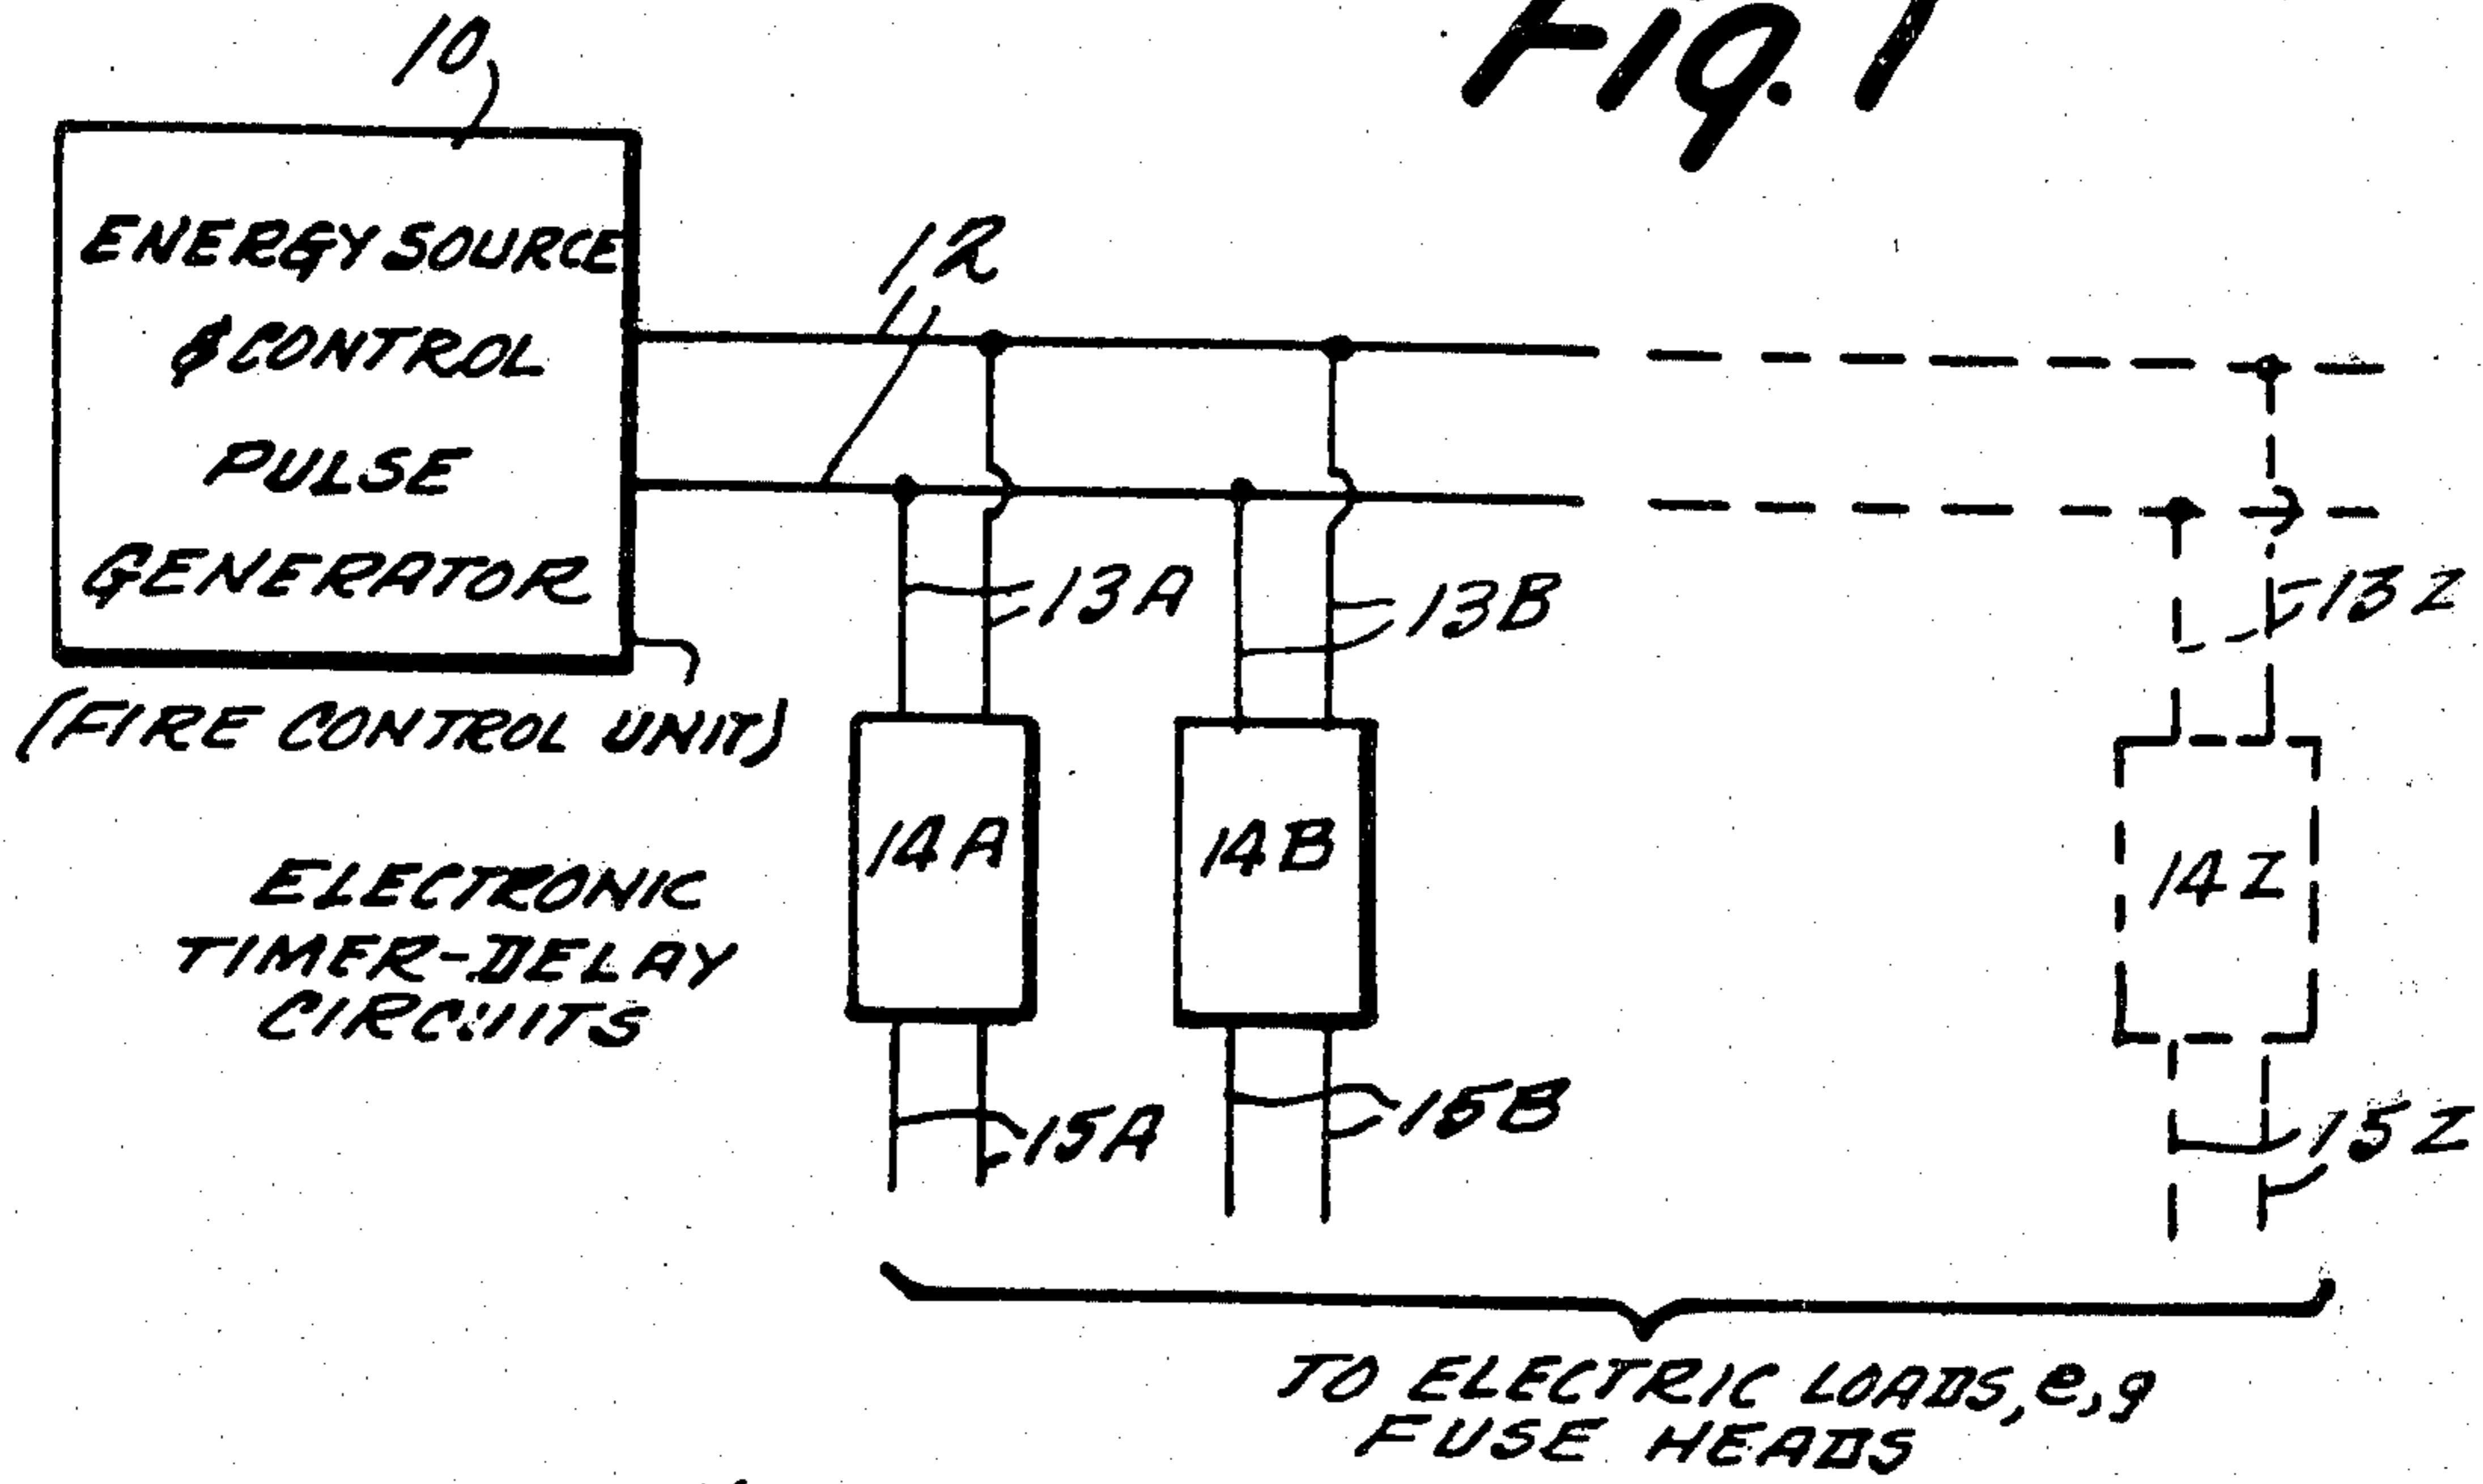 Fig. 1
10
ENERGY SOURCE
& CONTROL
PULSE
GENERATOR
(FIRE CONTROL UNIT)
12
13A
13B
13Z
14A
14B
14Z
ELECTRONIC
TIMER-DELAY
CIRCUITS
15A
15B
15Z
TO ELECTRIC LOADS, e,g
FUSE HEADS